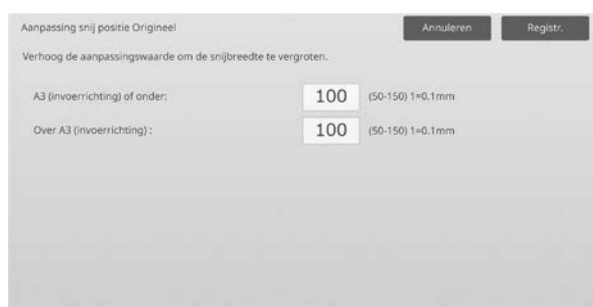 Aanpassing snij positie Origineel Annuleren Registr.
Verhoog de aanpassingswaarde om de snijbreedte te vergroten.
A3 (invoerrichting) of onder: 100 (50-150) 1=0.1mm
Over A3 (invoerrichting) : 100 (50-150) 1=0.1mm